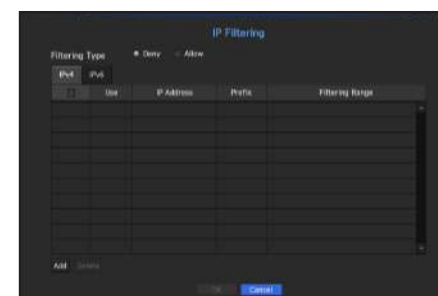 IP Filtering
Filtering Type Deny Allow
IPv4 IPv6
Use IP Address Prefix Filtering Range
Add Delete
OK Cancel